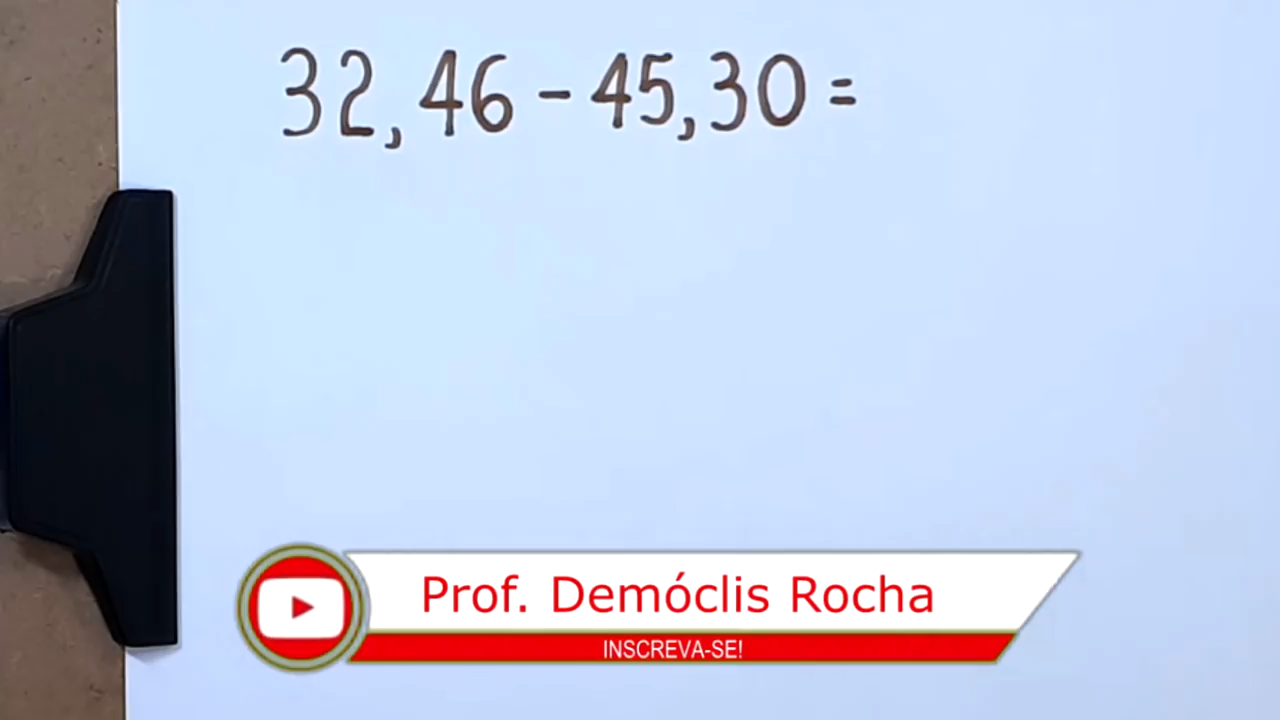 32,46 - 45,30 =
Prof. Demóclis Rocha
INSCREVA-SE!